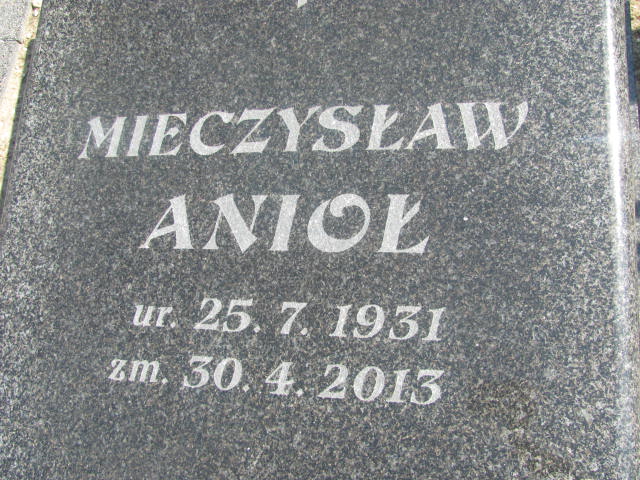 MIECZYSŁAW
ANIOŁ
ur. 25. 7. 1931
zm. 30. 4. 2013